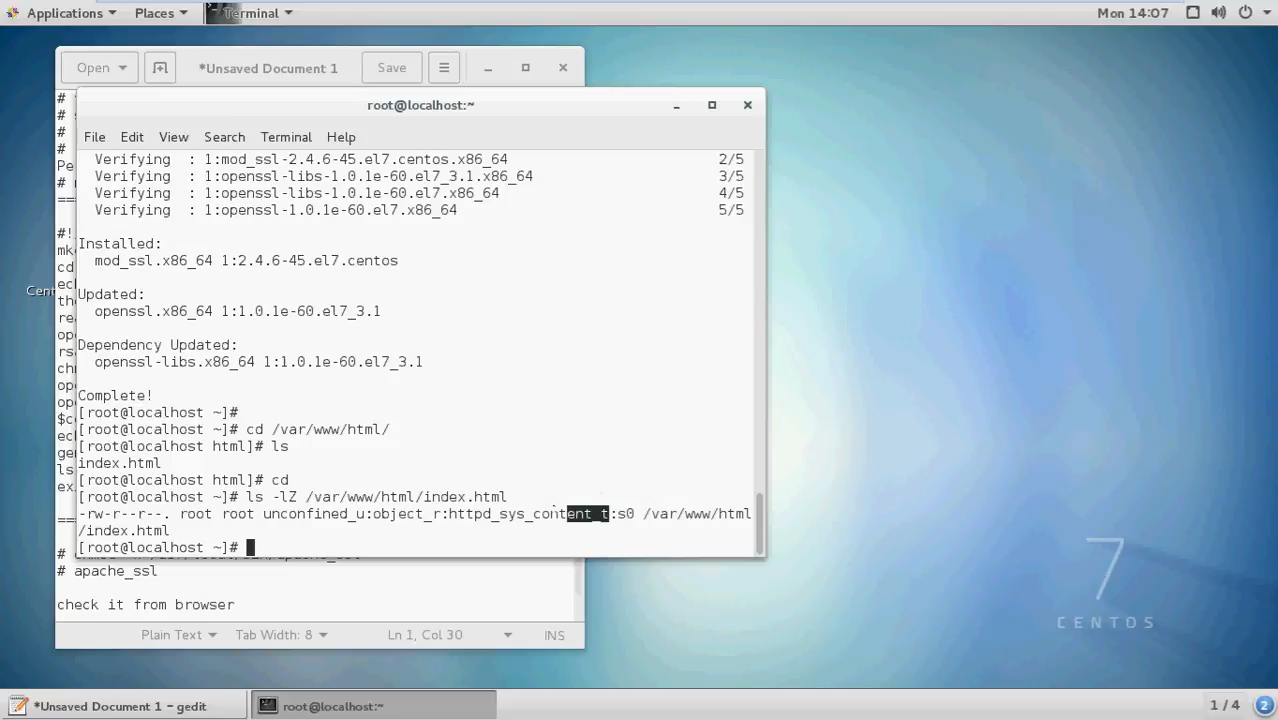 Applications Places Terminal Mon 14:07
Open *Unsaved Document 1 Save
root@localhost:~
File Edit View Search Terminal Help
Verifying : 1:mod_ssl-2.4.6-45.el7.centos.x86_64 2/5
Verifying : 1:openssl-libs-1.0.1e-60.el7_3.1.x86_64 3/5
Verifying : 1:openssl-libs-1.0.1e-60.el7.x86_64 4/5
Verifying : 1:openssl-1.0.1e-60.el7.x86_64 5/5
Installed:
mod_ssl.x86_64 1:2.4.6-45.el7.centos
Updated:
openssl.x86_64 1:1.0.1e-60.el7_3.1
Dependency Updated:
openssl-libs.x86_64 1:1.0.1e-60.el7_3.1
Complete!
[root@localhost ~]#
[root@localhost ~]# cd /var/www/html/
[root@localhost html]# ls
index.html
[root@localhost html]# cd
[root@localhost ~]# ls -lZ /var/www/html/index.html
-rw-r--r--. root root unconfined_u:object_r:httpd_sys_content_t:s0 /var/www/html
/index.html
[root@localhost ~]#
# apache_ssl
check it from browser
Plain Text Tab Width: 8 Ln 1, Col 30 INS
7
CENTOS
*Unsaved Document 1 - gedit root@localhost:~ 1 / 4 2